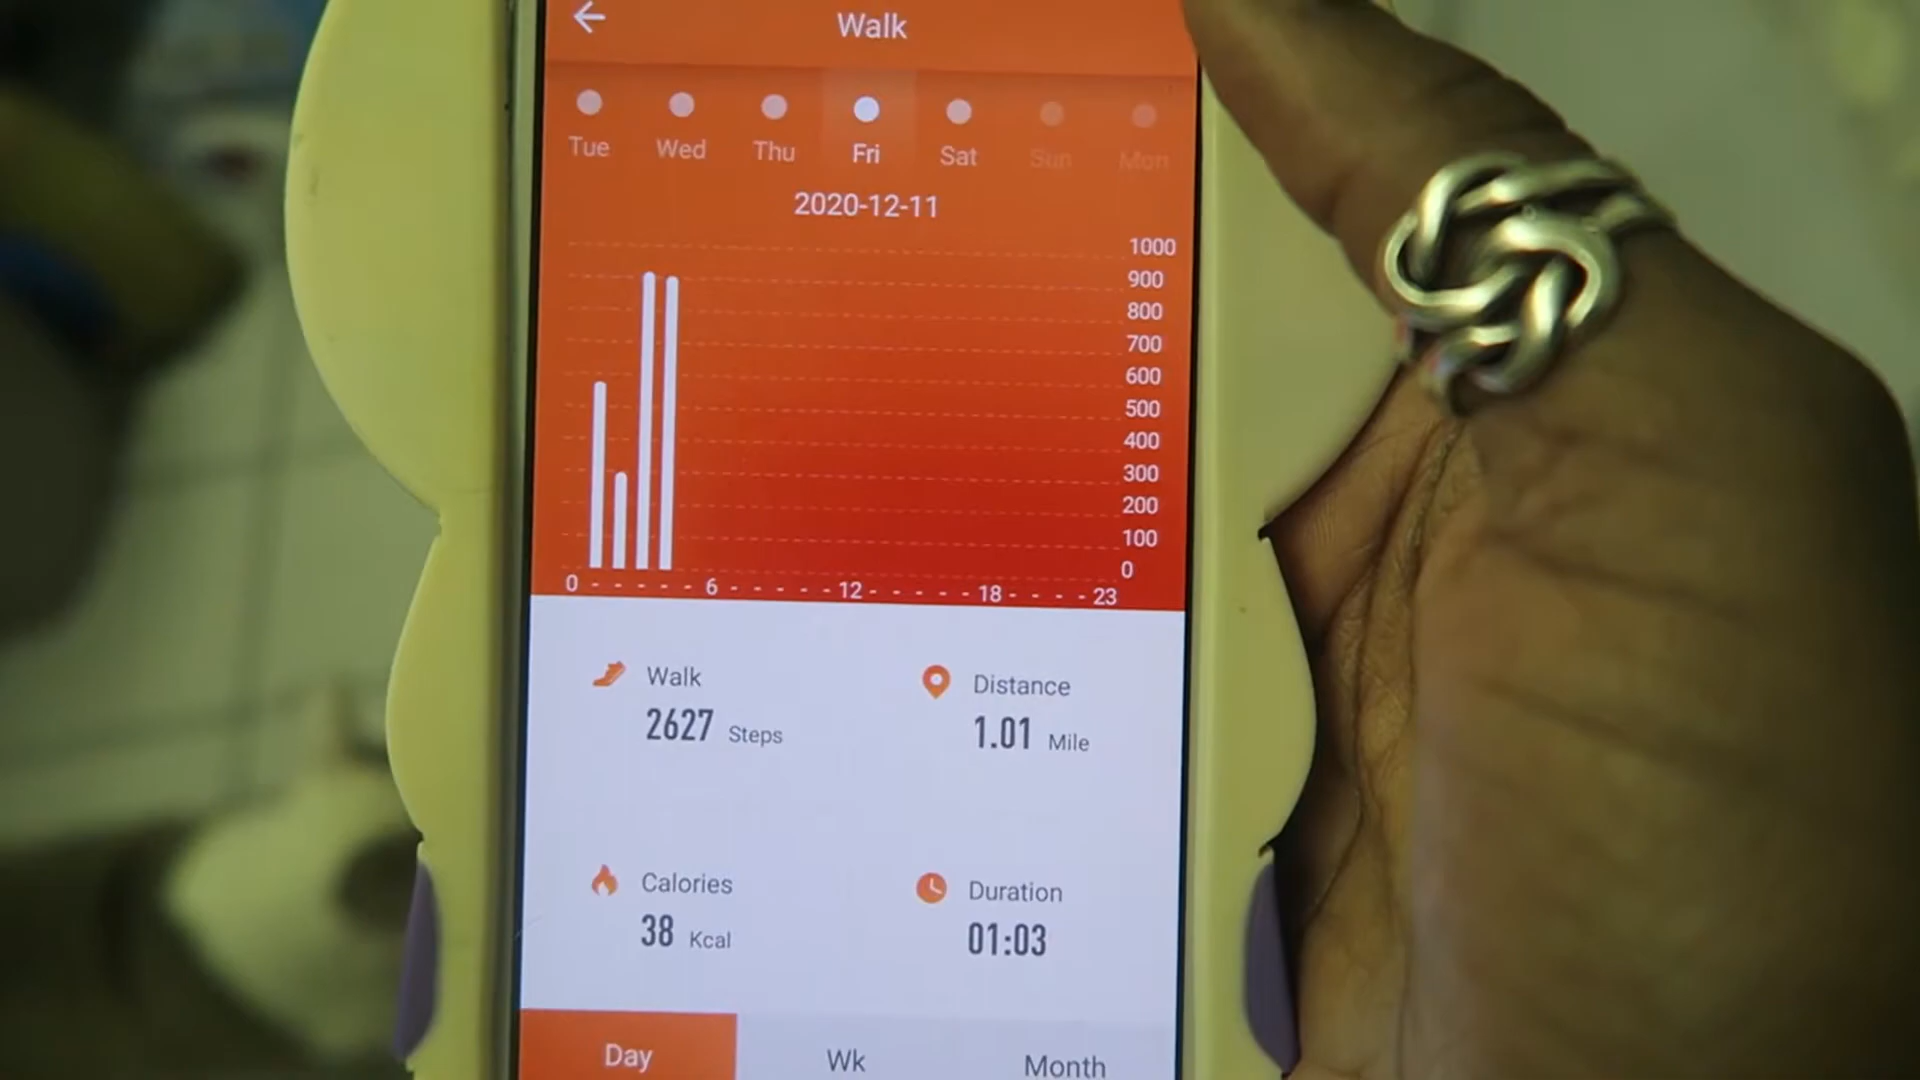 Walk
Tue Wed Thu Fri Sat Sun Mon
2020-12-11
1000
900
800
700
600
500
400
300
200
100
0
0 - - - - - 6 - - - - - 12 - - - - - 18 - - - - 23
Walk Distance
2627 Steps 1.01 Mile
Calories Duration
38 Kcal 01:03
Day Wk Month